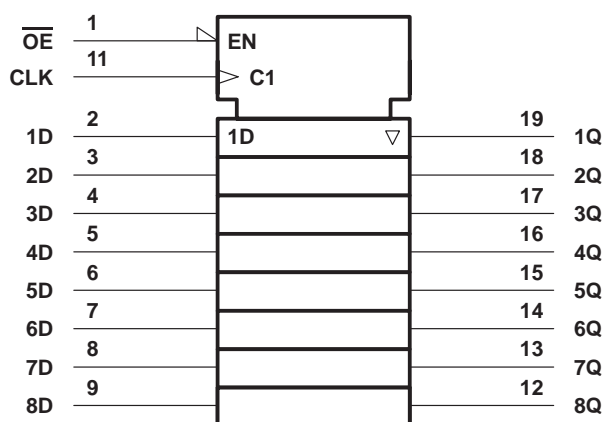 OE 1 EN
CLK 11 C1
1D 2 1D 19 1Q
2D 3 18 2Q
3D 4 17 3Q
4D 5 16 4Q
5D 6 15 5Q
6D 7 14 6Q
7D 8 13 7Q
8D 9 12 8Q